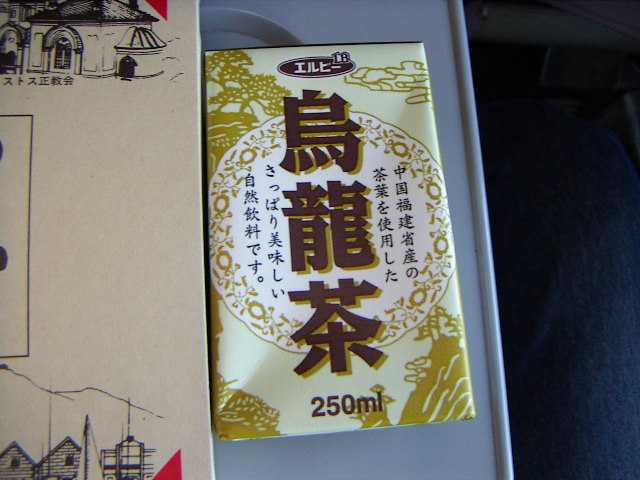 ストス正教会
エルビー
烏龍茶
中国福建省産の
茶葉を使用した
さっぱり美味しい
自然飲料です。
250ml